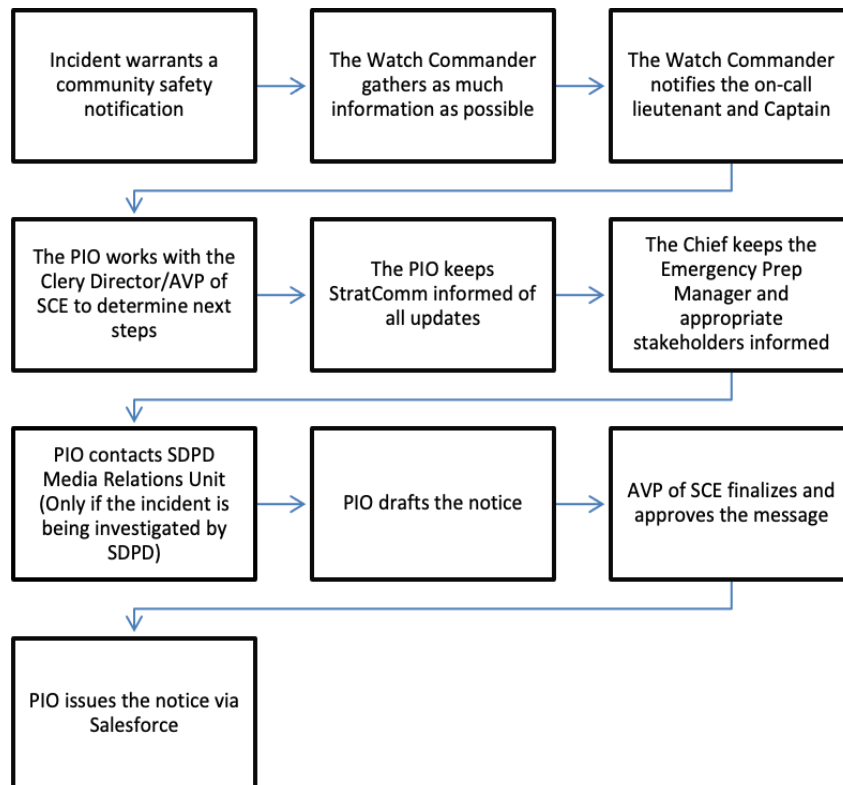 Incident warrants a
community safety
notification
The Watch Commander
gathers as much
information as possible
The Watch Commander
notifies the on-call
lieutenant and Captain
The PIO works with the
Clery Director/AVP of
SCE to determine next
steps
The PIO keeps
StratComm informed of
all updates
The Chief keeps the
Emergency Prep
Manager and
appropriate
stakeholders informed
PIO contacts SDPD
Media Relations Unit
(Only if the incident is
being investigated by
SDPD)
PIO drafts the notice
AVP of SCE finalizes and
approves the message
PIO issues the notice via
Salesforce